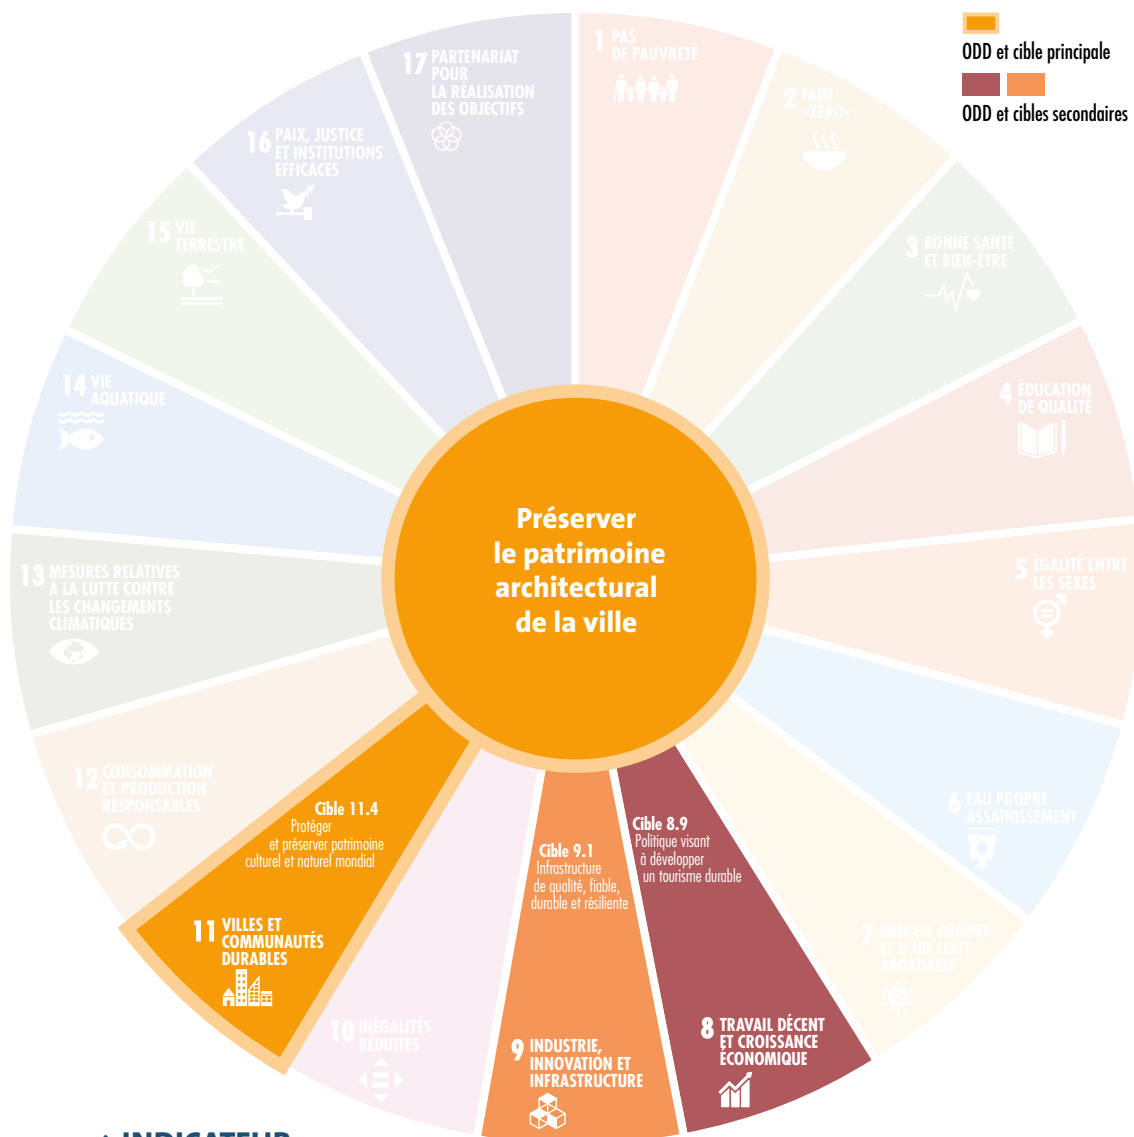 ODD et cible principale
ODD et cibles secondaires
1 PAS
DE PAUVRETÉ
2 FAIM
«ZERO»
3 BONNE SANTÉ
ET BIEN-ÊTRE
4 ÉDUCATION
DE QUALITÉ
5 ÉGALITÉ ENTRE
LES SEXES
6 EAU PROPRE
ASSAINISSEMENT
7 ENERGIE PROPRE
ET D'UN COÛT
ABORDABLE
Cible 8.9
Politique visant
à développer
un tourisme durable
8 TRAVAIL DÉCENT
ET CROISSANCE
ÉCONOMIQUE
Cible 9.1
Infrastructure
de qualité, fiable,
durable et résiliente
9 INDUSTRIE,
INNOVATION ET
INFRASTRUCTURE
10 INÉGALITÉS
RÉDUITES
Cible 11.4
Protéger
et préserver patrimoine
culturel et naturel mondial
11 VILLES ET
COMMUNAUTÉS
DURABLES
12 CONSOMMATION
ET PRODUCTION
RESPONSABLES
13 MESURES RELATIVES
À LA LUTTE CONTRE
LES CHANGEMENTS
CLIMATIQUES
14 VIE
AQUATIQUE
15 VIE
TERRESTRE
16 PAIX, JUSTICE
ET INSTITUTIONS
EFFICACES
17 PARTENARIAT
POUR
LA RÉALISATION
DES OBJECTIFS
Préserver
le patrimoine
architectural
de la ville
INDICATEUR